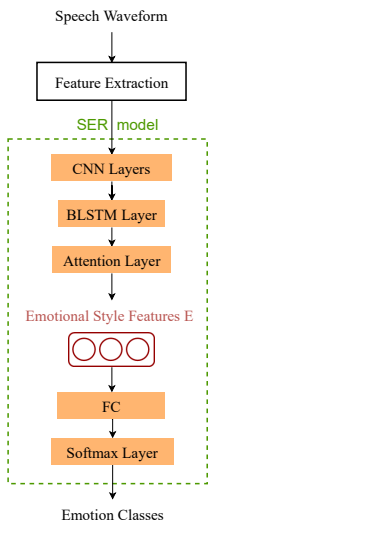 Speech Waveform
Feature Extraction
SER model
CNN Layers
BLSTM Layer
Attention Layer
Emotional Style Features E
FC
Softmax Layer
Emotion Classes